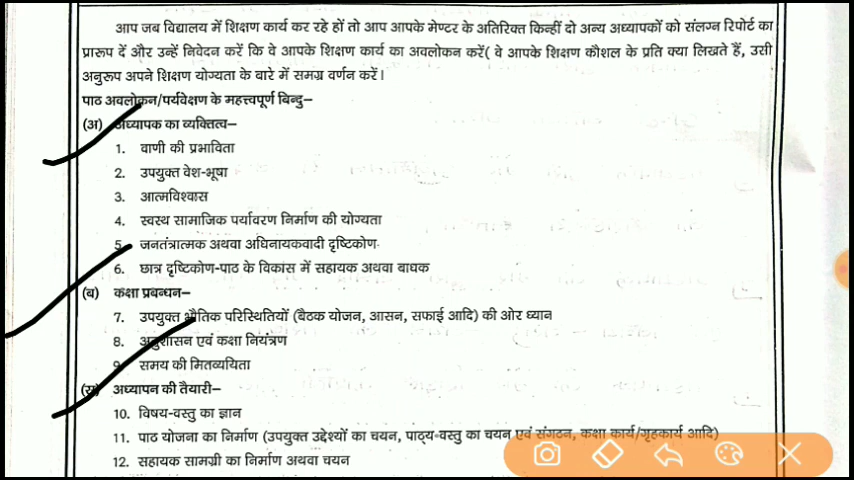 आप जब विद्यालय में शिक्षण कार्य कर रहे हों तो आप आपके मेण्टर के अतिरिक्त किन्हीं दो अन्य अध्यापकों को संलग्न रिपोर्ट का
प्रारूप दें और उन्हें निवेदन करें कि वे आपके शिक्षण कार्य का अवलोकन करें( वे आपके शिक्षण कौशल के प्रति क्या लिखते हैं, उसी
अनुरूप अपने शिक्षण योग्यता के बारे में समग्र वर्णन करें।
पाठ अवलोकन/पर्यवेक्षण के महत्त्वपूर्ण बिन्दु–
(अ) अध्यापक का व्यक्तित्व–
1. वाणी की प्रभाविता
2. उपयुक्त वेश-भूषा
3. आत्मविश्वास
4. स्वस्थ सामाजिक पर्यावरण निर्माण की योग्यता
5. जनतंत्रात्मक अथवा अधिनायकवादी दृष्टिकोण
6. छात्र दृष्टिकोण-पाठ के विकास में सहायक अथवा बाधक
(ब) कक्षा प्रबन्धन–
7. उपयुक्त भौतिक परिस्थितियों (बैठक योजन, आसन, सफाई आदि) की ओर ध्यान
8. अनुशासन एवं कक्षा नियंत्रण
9. समय की मितव्ययिता
(स) अध्यापन की तैयारी–
10. विषय-वस्तु का ज्ञान
11. पाठ योजना का निर्माण (उपयुक्त उद्देश्यों का चयन, पाठ्य-वस्तु का चयन एवं संगठन, कक्षा कार्य/गृहकार्य आदि)
12. सहायक सामग्री का निर्माण अथवा चयन